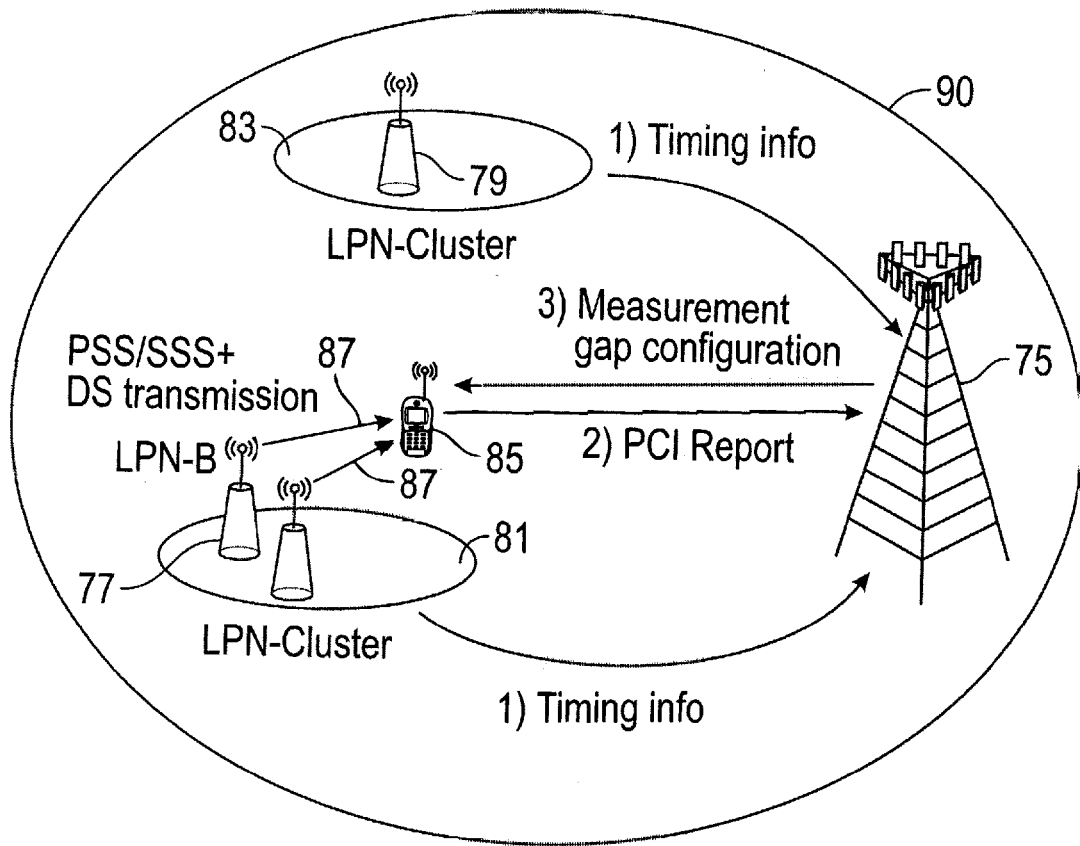 90
83
1) Timing info
79
LPN-Cluster
3) Measurement
gap configuration
PSS/SSS+
DS transmission
87
75
LPN-B
85
2) PCI Report
87
81
77
LPN-Cluster
1) Timing info